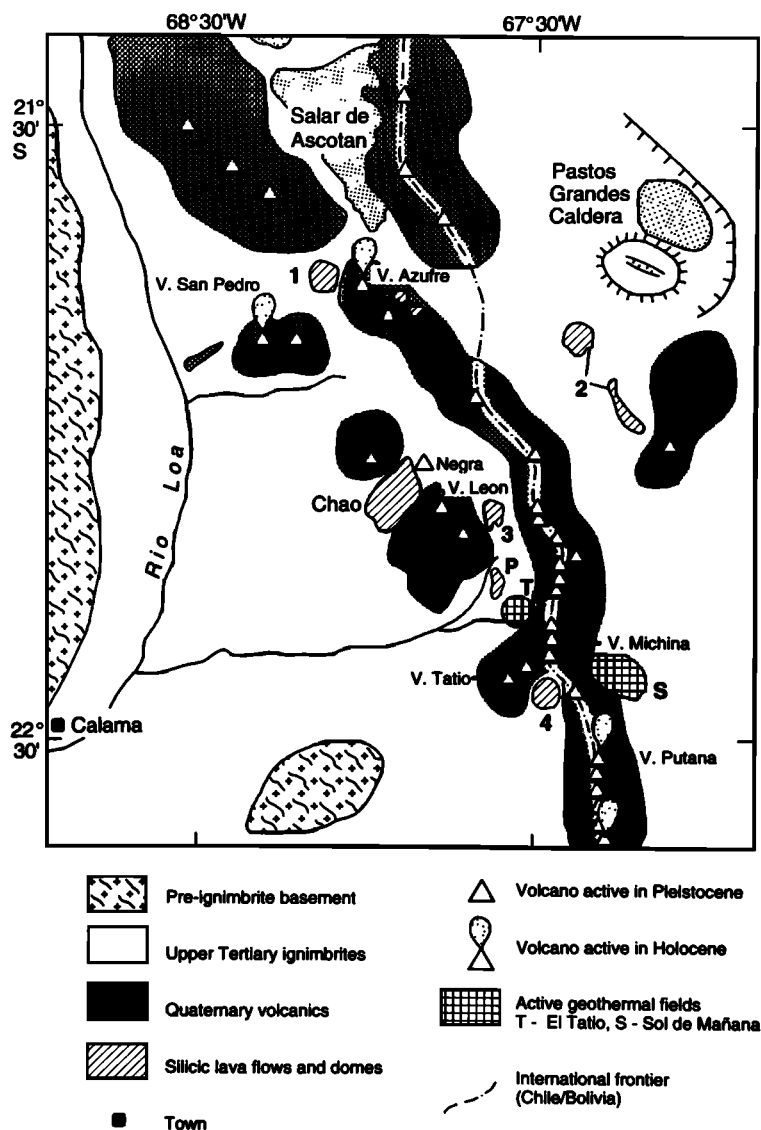 68°30'W
67°30'W
21°
30'
S
Salar de
Ascotan
Pastos
Grandes
Caldera
1
V. Azufre
V. San Pedro
2
Rio Loa
Negra
V. Leon
Chao
3
P
T
V. Michina
V. Tatio
S
4
22°
30'
Calama
V. Putana
Pre-ignimbrite basement
Upper Tertiary ignimbrites
Quaternary volcanics
Silicic lava flows and domes
Town
Volcano active in Pleistocene
Volcano active in Holocene
Active geothermal fields
T - El Tatio, S - Sol de Mañana
International frontier
(Chile/Bolivia)